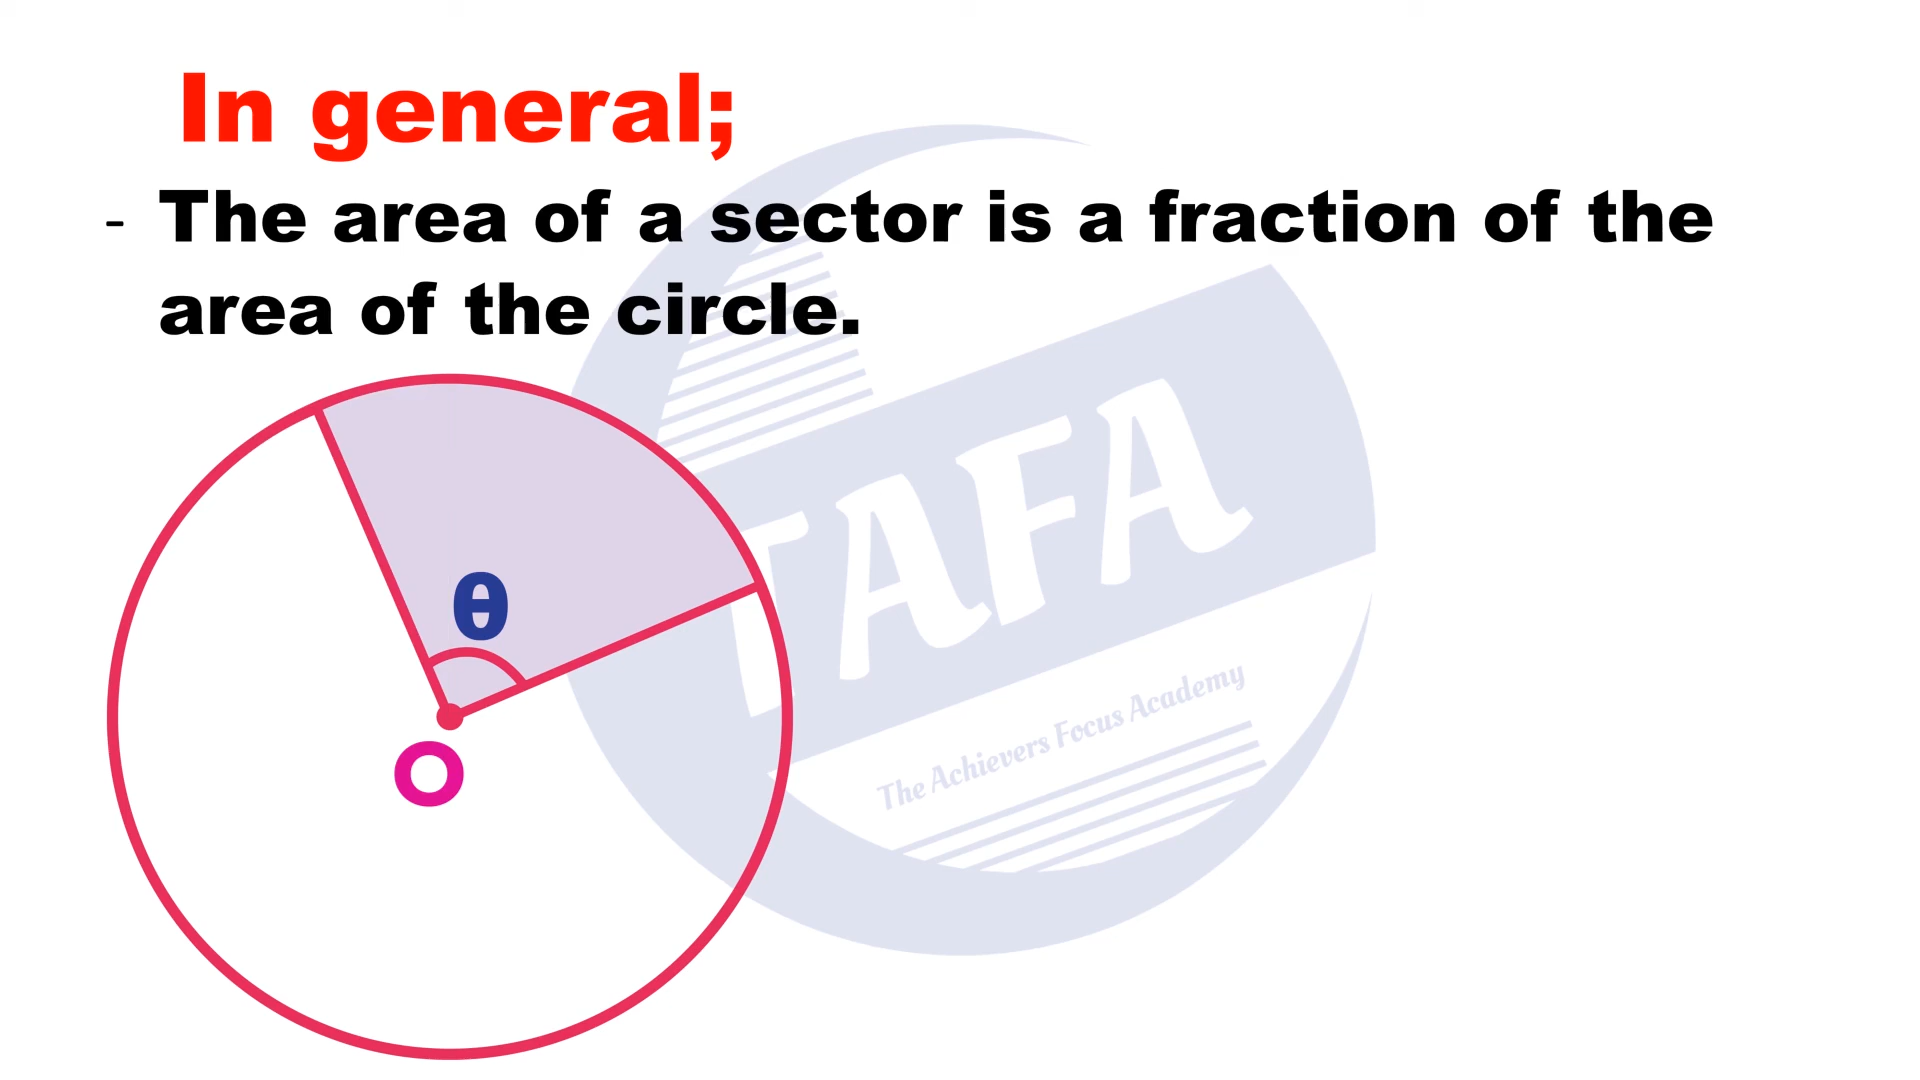 In general;
- The area of a sector is a fraction of the
area of the circle.
θ
O
TAFA
The Achievers Focus Academy